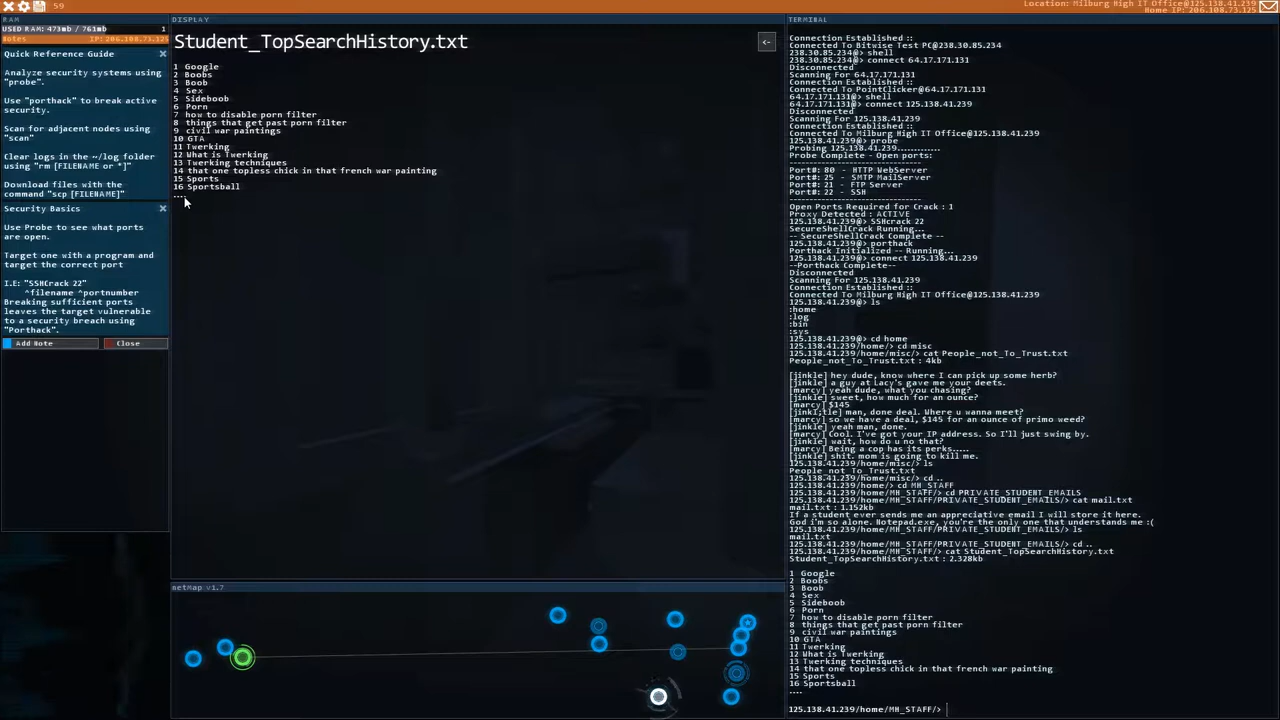 59
Location: Milburg High IT Office@125.138.41.239
Home IP: 206.108.73.125
RAM
USED RAM: 473mb / 761mb
1
Notes
IP: 206.108.73.125
Quick Reference Guide
Analyze security systems using
"probe".
Use "porthack" to break active
security.
Scan for adjacent nodes using
"scan"
Clear logs in the ~/log folder
using "rm [FILENAME or *]"
Download files with the
command "scp [FILENAME]"
Security Basics
Use Probe to see what ports
are open.
Target one with a program and
target the correct port
I.E: "SSHCrack 22"
^filename ^portnumber
Breaking sufficient ports
leaves the target vulnerable
to a security breach using
"Porthack".
Add Note
Close
DISPLAY
Student_TopSearchHistory.txt
<-
1 Google
2 Boobs
3 Boob
4 Sex
5 Sideboob
6 Porn
7 how to disable porn filter
8 things that get past porn filter
9 civil war paintings
10 GTA
11 Twerking
12 What is Twerking
13 Twerking techniques
14 that one topless chick in that french war painting
15 Sports
16 Sportsball
....
netMap v1.7
TERMINAL
Connection Established ::
Connected To Bitwise Test PC@238.30.85.234
238.30.85.234@> shell
238.30.85.234@> connect 64.17.171.131
Disconnected
Scanning For 64.17.171.131
Connection Established ::
Connected To PointClicker@64.17.171.131
64.17.171.131@> shell
64.17.171.131@> connect 125.138.41.239
Disconnected
Scanning For 125.138.41.239
Connection Established ::
Connected To Milburg High IT Office@125.138.41.239
125.138.41.239@> probe
Probing 125.138.41.239.............
Probe Complete - Open ports:
---------------------------------
Port#: 80 - HTTP WebServer
Port#: 25 - SMTP MailServer
Port#: 21 - FTP Server
Port#: 22 - SSH
---------------------------------
Open Ports Required for Crack : 1
Proxy Detected : ACTIVE
125.138.41.239@> SSHcrack 22
SecureShellCrack Running...
-- SecureShellCrack Complete --
125.138.41.239@> porthack
Porthack Initialized -- Running...
125.138.41.239@> connect 125.138.41.239
--Porthack Complete--
Disconnected
Scanning For 125.138.41.239
Connection Established ::
Connected To Milburg High IT Office@125.138.41.239
125.138.41.239@> ls
:home
:log
:bin
:sys
125.138.41.239@> cd home
125.138.41.239/home/> cd misc
125.138.41.239/home/misc/> cat People_not_To_Trust.txt
People_not_To_Trust.txt : 4kb
[jinkle] hey dude, know where I can pick up some herb?
[jinkle] a guy at Lacy's gave me your deets.
[marcy] yeah dude, what you chasing?
[jinkle] sweet, how much for an ounce?
[marcy] $145
[jinkl;tle] man, done deal. Where u wanna meet?
[marcy] so we have a deal, $145 for an ounce of primo weed?
[jinkle] yeah man, done.
[marcy] Cool. I've got your IP address. So I'll just swing by.
[jinkle] wait, how do u no that?
[marcy] Being a cop has its perks.....
[jinkle] shit. mom is going to kill me.
125.138.41.239/home/misc/> ls
People_not_To_Trust.txt
125.138.41.239/home/misc/> cd ..
125.138.41.239/home/> cd MH_STAFF
125.138.41.239/home/MH_STAFF/> cd PRIVATE_STUDENT_EMAILS
125.138.41.239/home/MH_STAFF/PRIVATE_STUDENT_EMAILS/> cat mail.txt
mail.txt : 1.152kb
If a student ever sends me an appreciative email I will store it here.
God i'm so alone. Notepad.exe, you're the only one that understands me :(
125.138.41.239/home/MH_STAFF/PRIVATE_STUDENT_EMAILS/> ls
mail.txt
125.138.41.239/home/MH_STAFF/PRIVATE_STUDENT_EMAILS/> cd ..
125.138.41.239/home/MH_STAFF/> cat Student_TopSearchHistory.txt
Student_TopSearchHistory.txt : 2.328kb
1 Google
2 Boobs
3 Boob
4 Sex
5 Sideboob
6 Porn
7 how to disable porn filter
8 things that get past porn filter
9 civil war paintings
10 GTA
11 Twerking
12 What is Twerking
13 Twerking techniques
14 that one topless chick in that french war painting
15 Sports
16 Sportsball
....
125.138.41.239/home/MH_STAFF/>